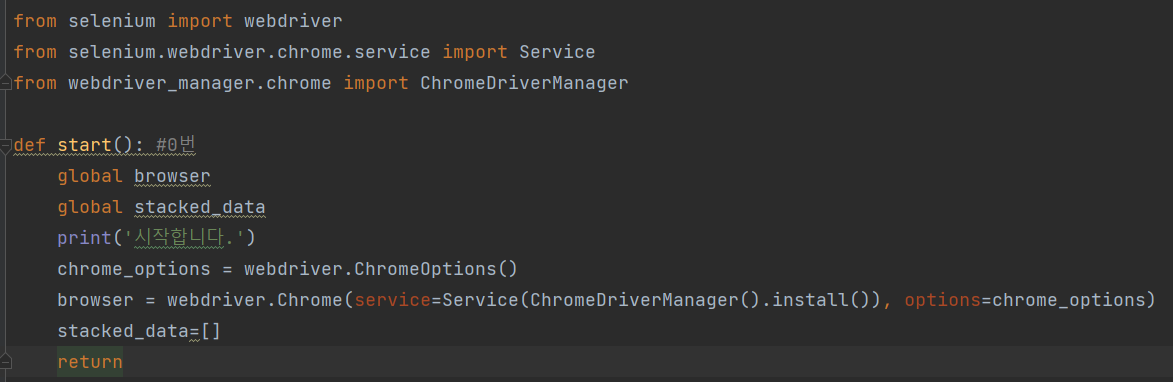 from selenium import webdriver
from selenium.webdriver.chrome.service import Service
from webdriver_manager.chrome import ChromeDriverManager
def start(): #0번
global browser
global stacked_data
print('시작합니다.')
chrome_options = webdriver.ChromeOptions()
browser = webdriver.Chrome(service=Service(ChromeDriverManager().install()), options=chrome_options)
stacked_data=[]
return